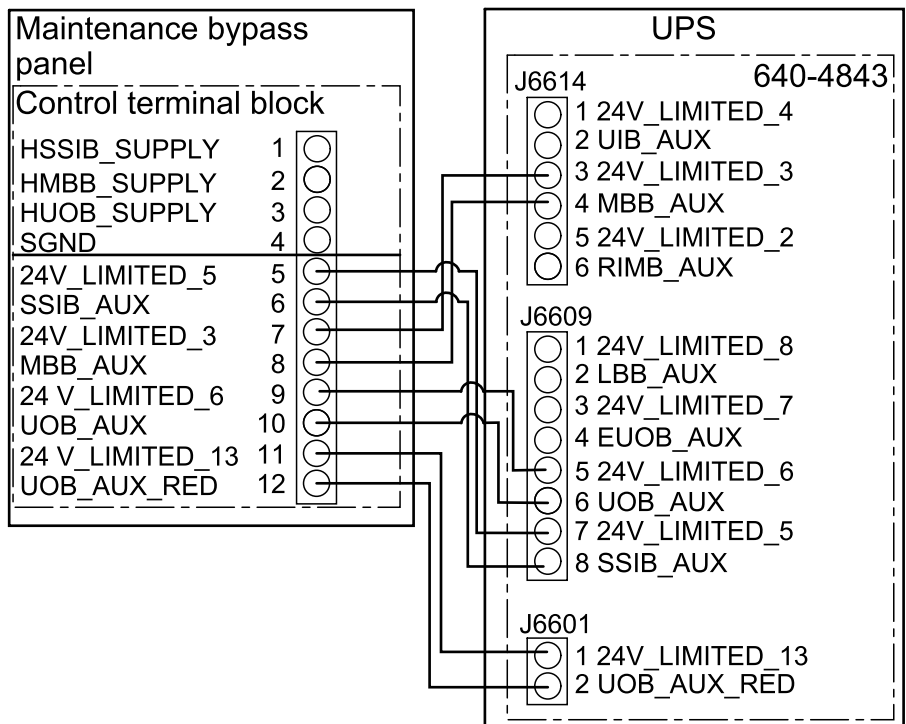 Maintenance bypass
panel
Control terminal block
HSSIB_SUPPLY 1
HMBB_SUPPLY 2
HUOB_SUPPLY 3
SGND 4
24V_LIMITED_5 5
SSIB_AUX 6
24V_LIMITED_3 7
MBB_AUX 8
24 V_LIMITED_6 9
UOB_AUX 10
24 V_LIMITED_13 11
UOB_AUX_RED 12
UPS
640-4843
J6614
1 24V_LIMITED_4
2 UIB_AUX
3 24V_LIMITED_3
4 MBB_AUX
5 24V_LIMITED_2
6 RIMB_AUX
J6609
1 24V_LIMITED_8
2 LBB_AUX
3 24V_LIMITED_7
4 EUOB_AUX
5 24V_LIMITED_6
6 UOB_AUX
7 24V_LIMITED_5
8 SSIB_AUX
J6601
1 24V_LIMITED_13
2 UOB_AUX_RED